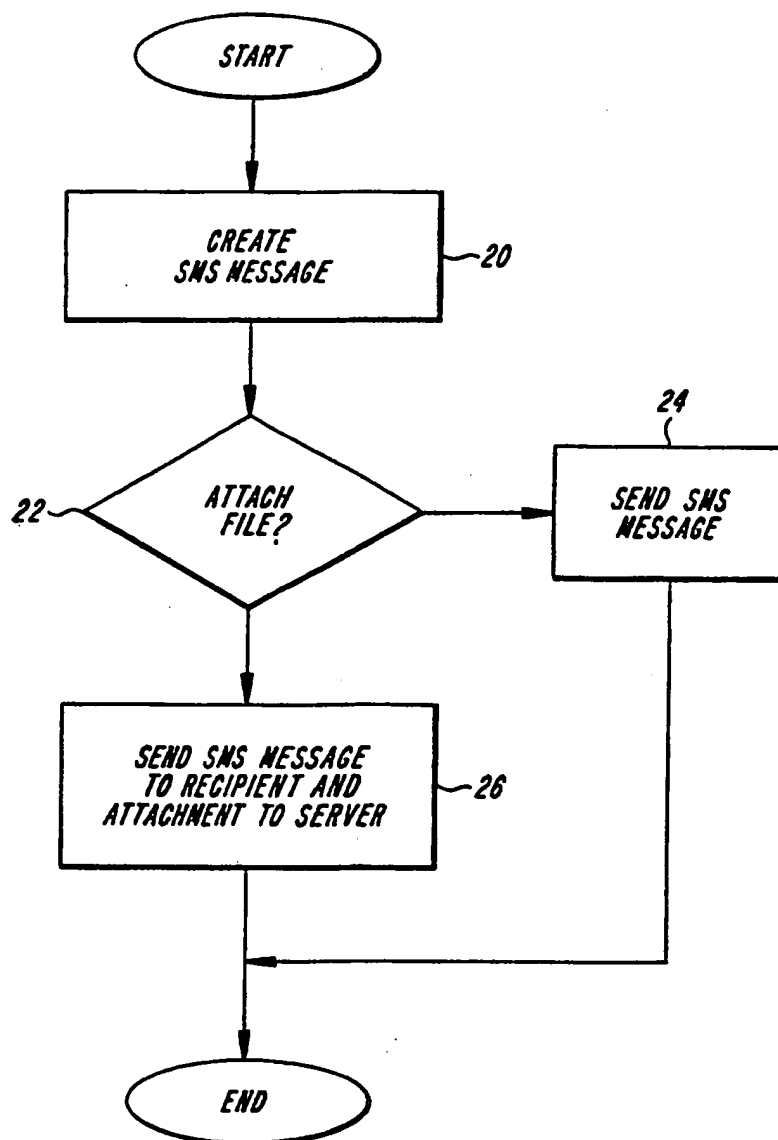 START
CREATE
SMS MESSAGE
20
22
ATTACH
FILE?
24
SEND SMS
MESSAGE
SEND SMS MESSAGE
TO RECIPIENT AND
ATTACHMENT TO SERVER
26
END